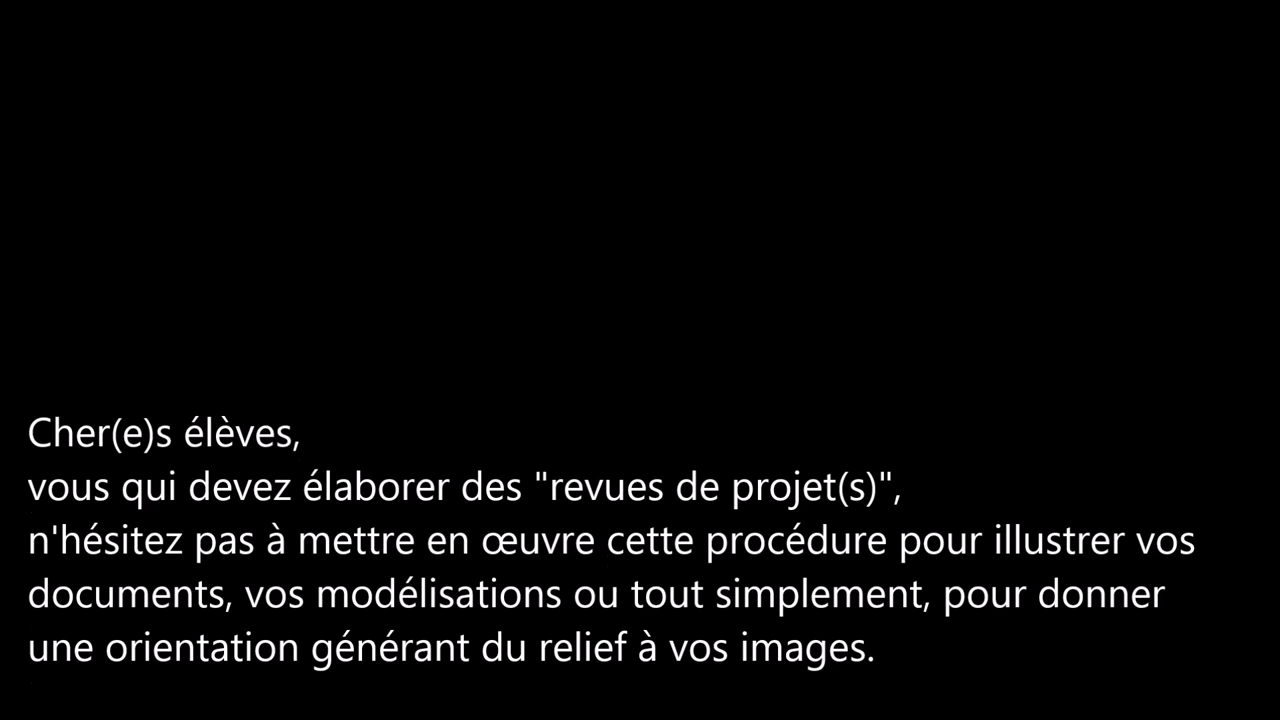 Cher(e)s élèves,
vous qui devez élaborer des "revues de projet(s)",
n'hésitez pas à mettre en œuvre cette procédure pour illustrer vos
documents, vos modélisations ou tout simplement, pour donner
une orientation générant du relief à vos images.